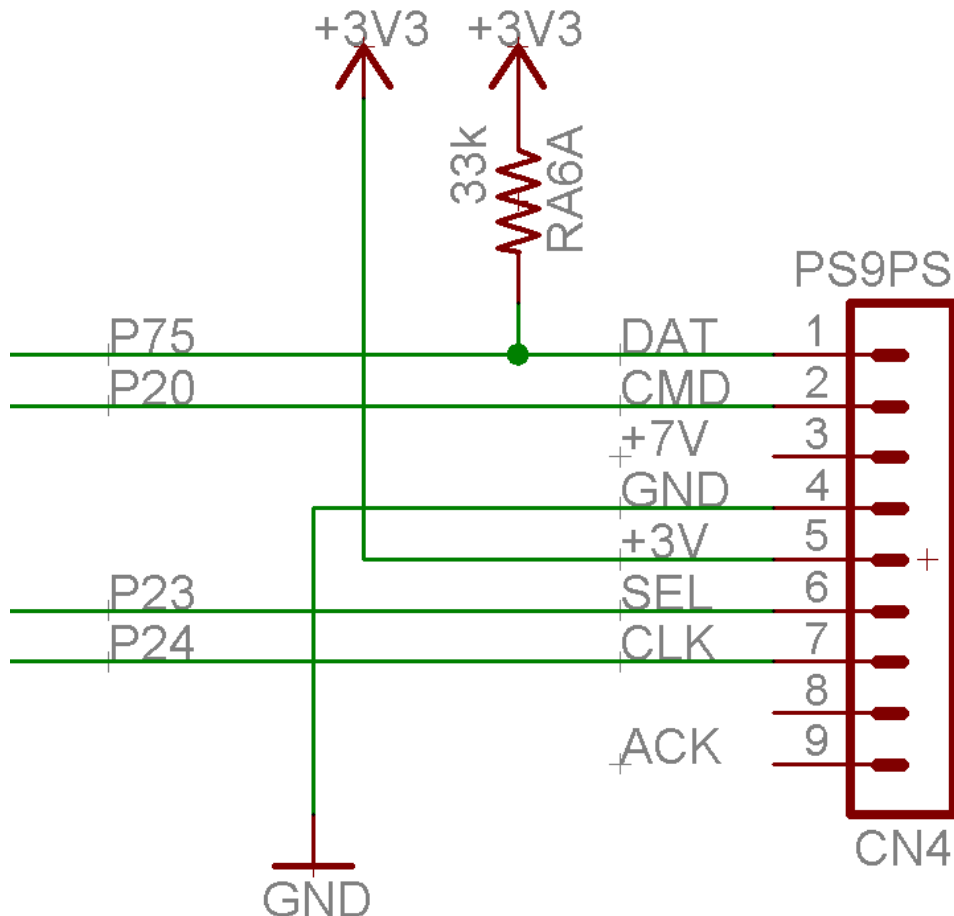 +3V3 +3V3
33k
RA6A
PS9PS
P75 DAT 1
P20 CMD 2
+7V 3
GND 4
+3V 5
P23 SEL 6
P24 CLK 7
8
ACK 9
CN4
GND